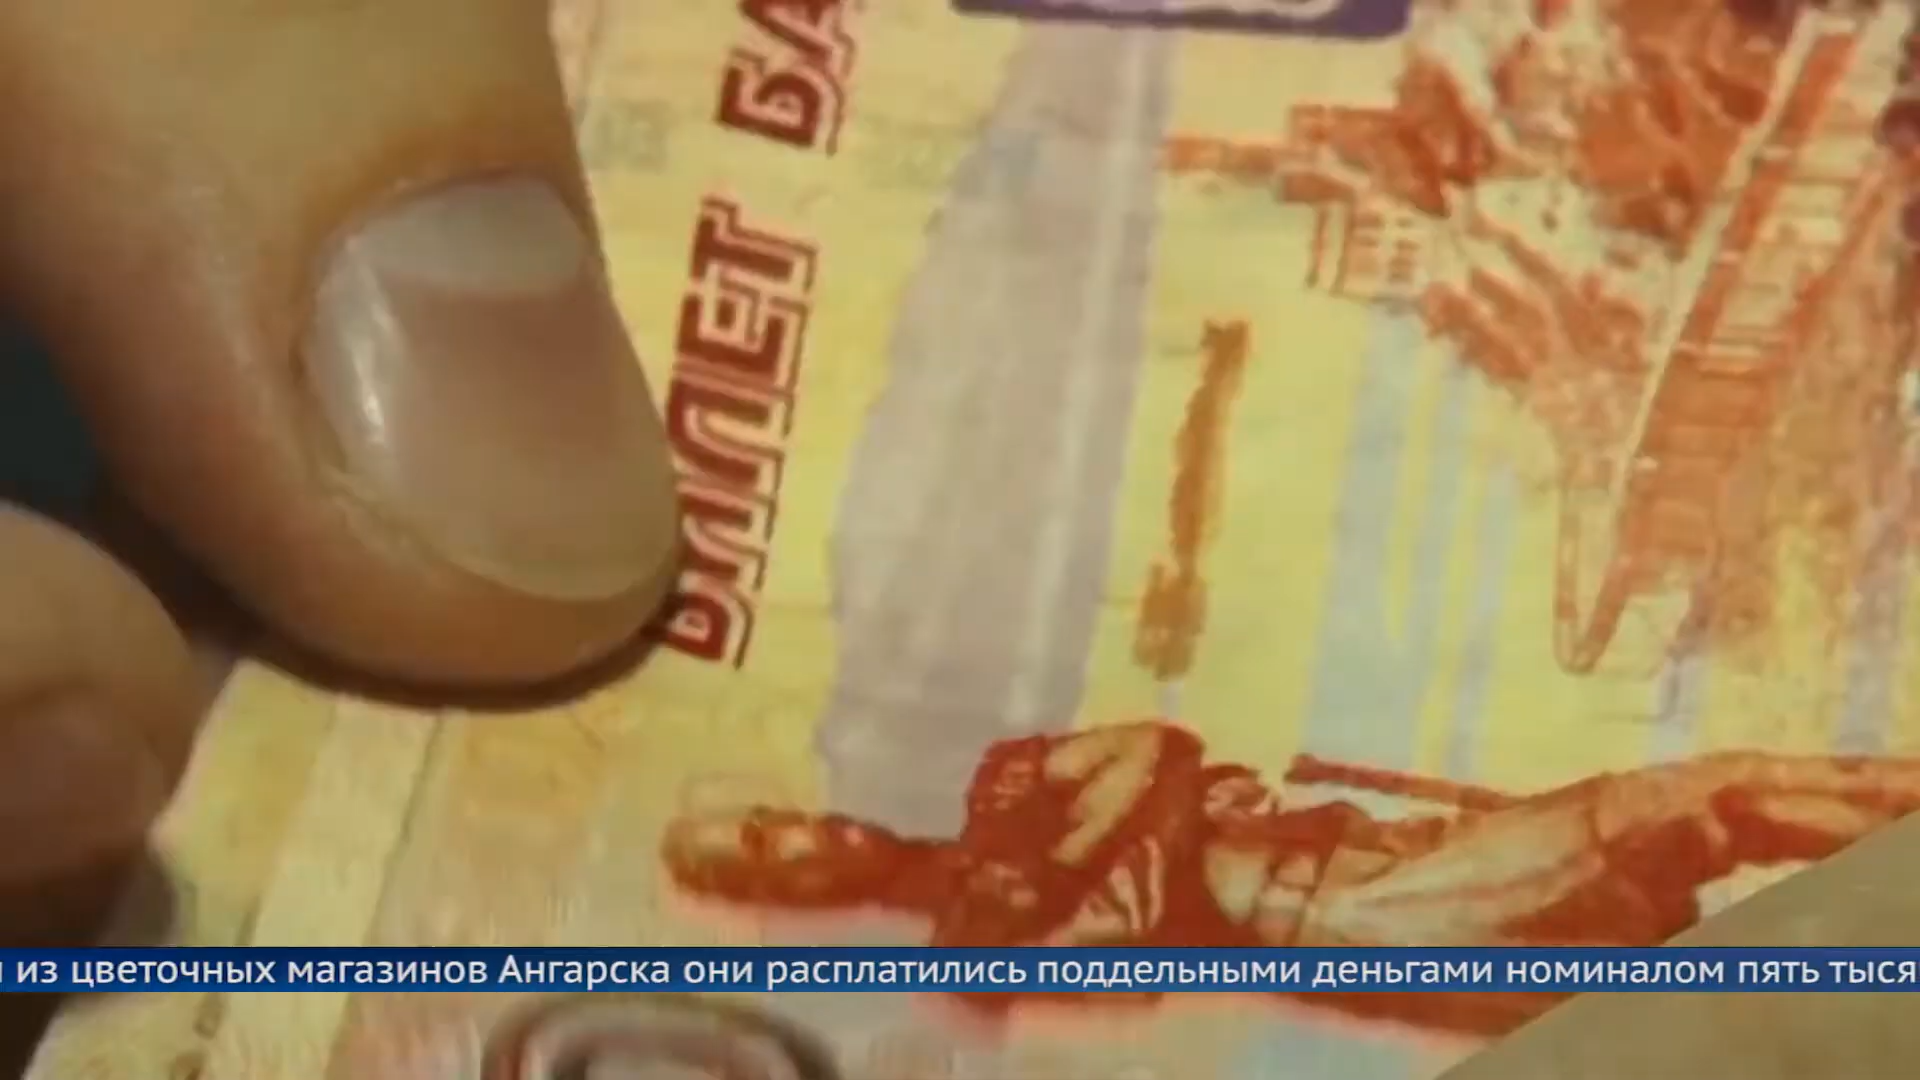 БИЛЕТ БА
из цветочных магазинов Ангарска они расплатились поддельными деньгами номиналом пять тыся